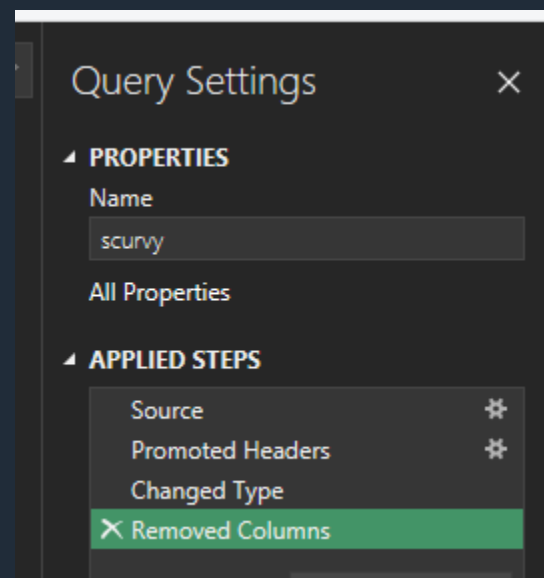 Query Settings
PROPERTIES
Name
scurvy
All Properties
APPLIED STEPS
Source
Promoted Headers
Changed Type
Removed Columns